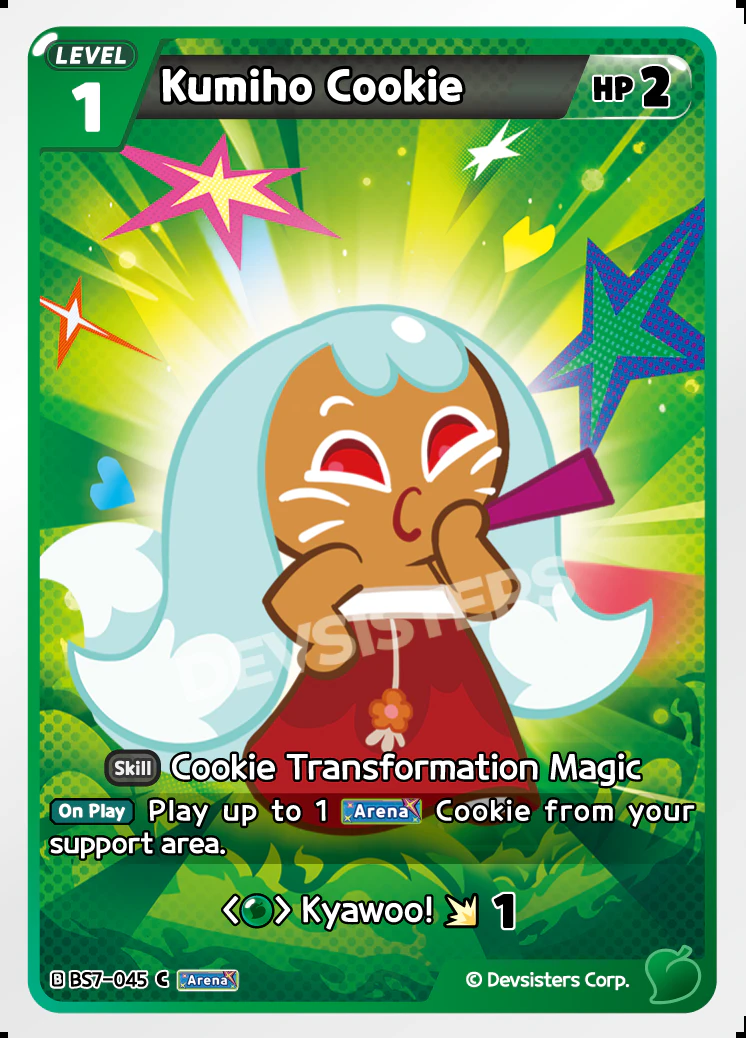 LEVEL
1
Kumiho Cookie
HP 2
DEVSISTERS
Skill Cookie Transformation Magic
On Play Play up to 1 Arena Cookie from your
support area.
< > Kyawoo! 1
B BS7-045 C Arena
© Devsisters Corp.